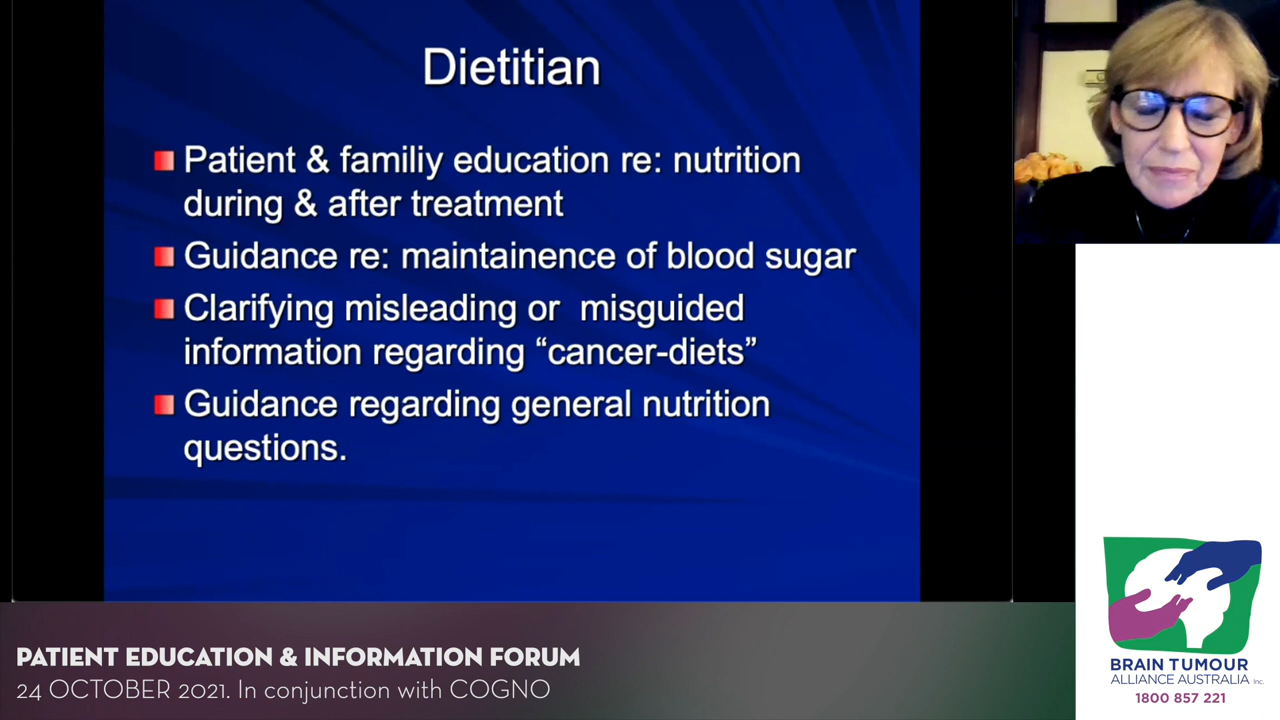 Dietitian
Patient & familiy education re: nutrition
during & after treatment
Guidance re: maintainence of blood sugar
Clarifying misleading or  misguided
information regarding “cancer-diets”
Guidance regarding general nutrition
questions.
PATIENT EDUCATION & INFORMATION FORUM
24 OCTOBER 2021. In conjunction with COGNO
BRAIN TUMOUR
ALLIANCE AUSTRALIA Inc.
1800 857 221